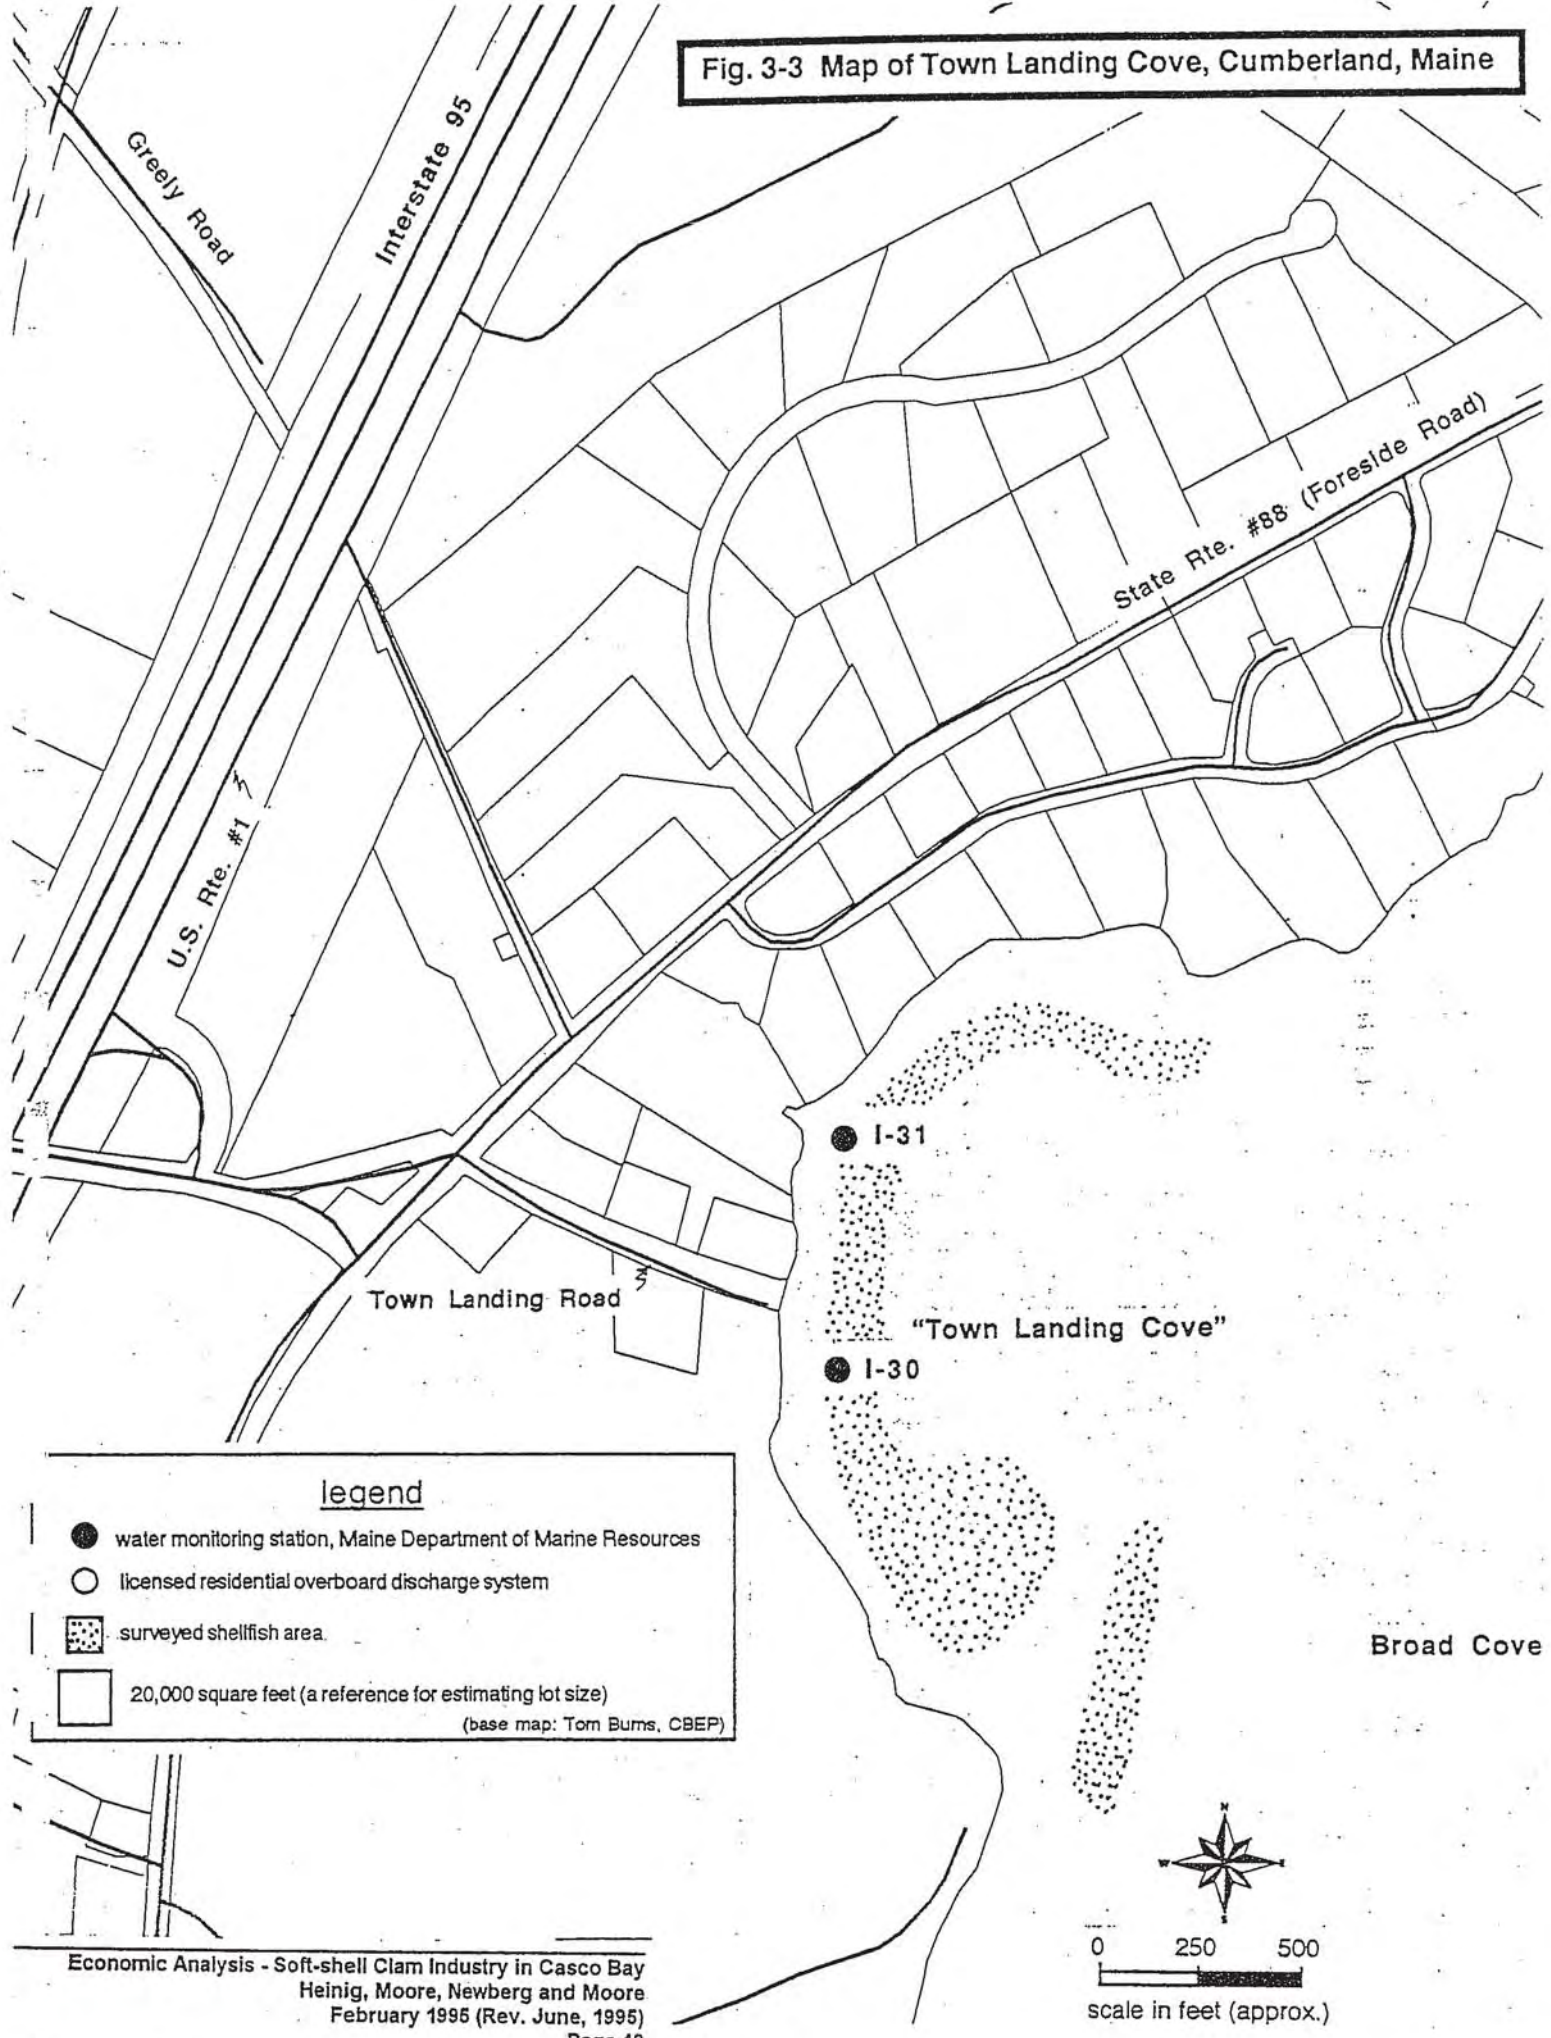 Fig. 3-3 Map of Town Landing Cove, Cumberland, Maine
Greely Road
Interstate 95
State Rte. #88 (Foreside Road)
U.S. Rte. #1
I-31
Town Landing Road
"Town Landing Cove"
I-30
legend
water monitoring station, Maine Department of Marine Resources
licensed residential overboard discharge system
surveyed shellfish area
20,000 square feet (a reference for estimating lot size)
(base map: Tom Burns, CBEP)
Broad Cove
N
W E
S
0 250 500
scale in feet (approx.)
Economic Analysis - Soft-shell Clam Industry in Casco Bay
Heinig, Moore, Newberg and Moore
February 1995 (Rev. June, 1995)